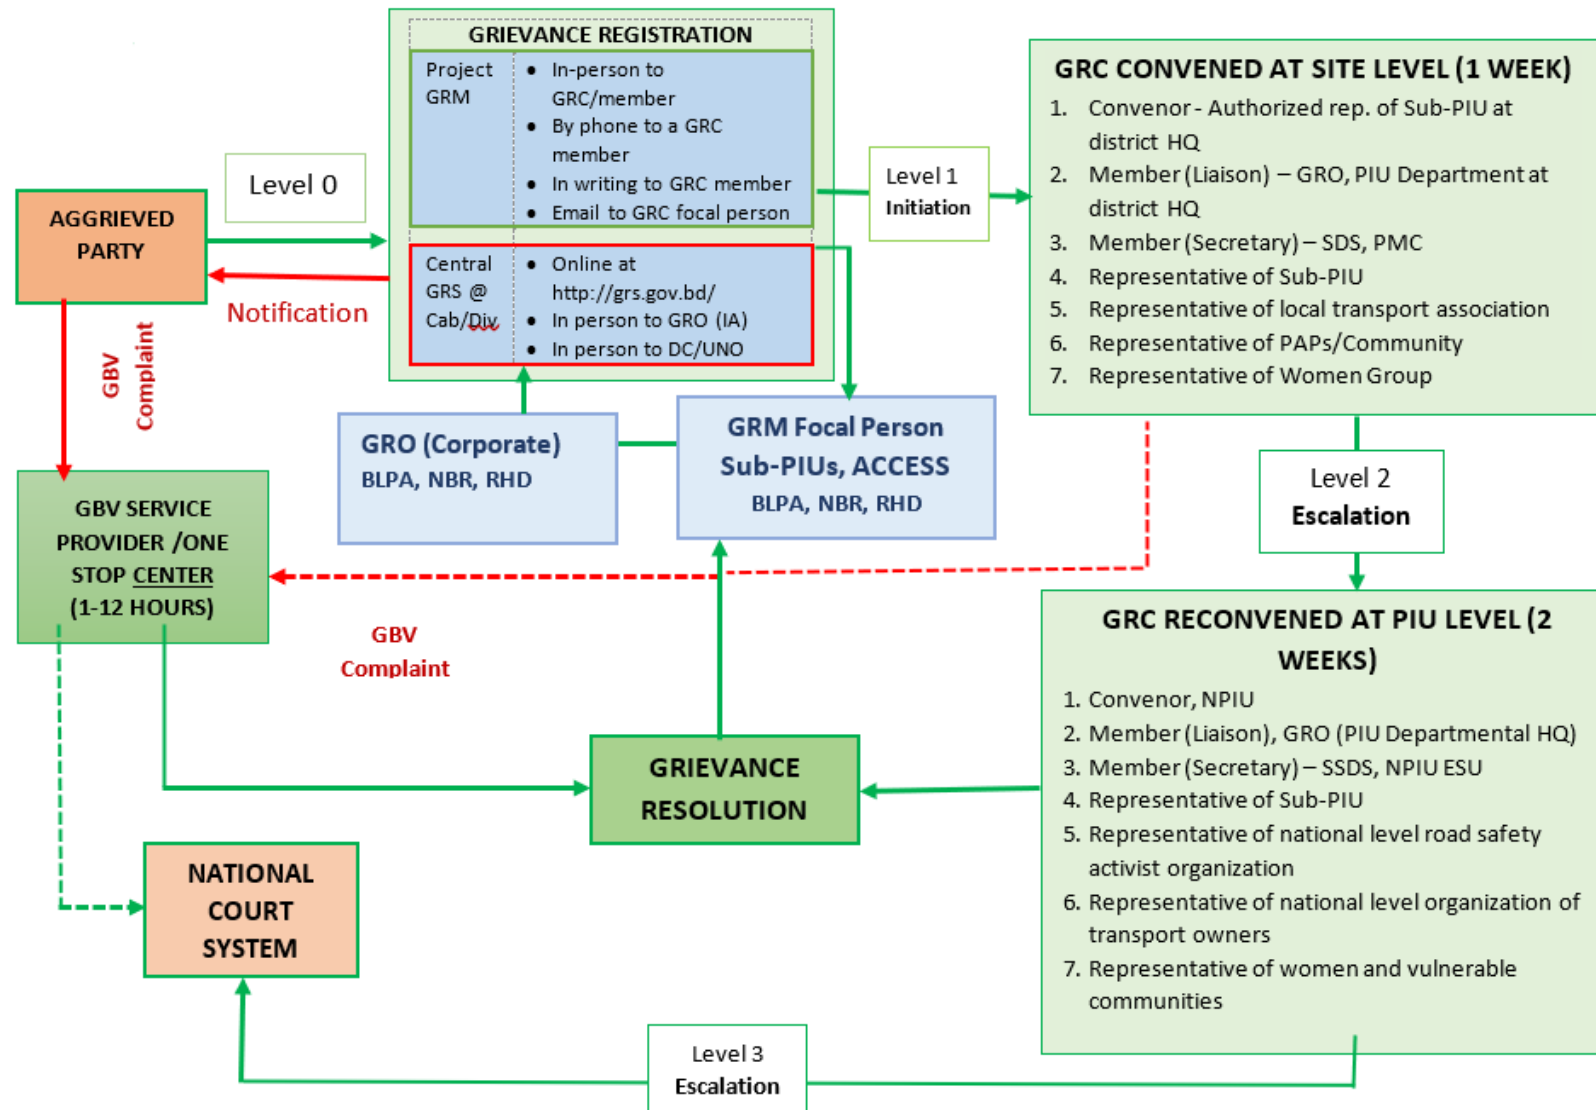 GRIEVANCE REGISTRATION
Project
GRM
● In-person to
GRC/member
● By phone to a GRC
member
● In writing to GRC member
● Email to GRC focal person
Central
GRS @
Cab/Div.
● Online at
http://grs.gov.bd/
● In person to GRO (IA)
● In person to DC/UNO
Level 0
AGGRIEVED
PARTY
Notification
GBV
Complaint
Level 1
Initiation
GRC CONVENED AT SITE LEVEL (1 WEEK)
1. Convenor - Authorized rep. of Sub-PIU at
district HQ
2. Member (Liaison) – GRO, PIU Department at
district HQ
3. Member (Secretary) – SDS, PMC
4. Representative of Sub-PIU
5. Representative of local transport association
6. Representative of PAPs/Community
7. Representative of Women Group
GRO (Corporate)
BLPA, NBR, RHD
GRM Focal Person
Sub-PIUs, ACCESS
BLPA, NBR, RHD
Level 2
Escalation
GBV SERVICE
PROVIDER /ONE
STOP CENTER
(1-12 HOURS)
GBV
Complaint
GRC RECONVENED AT PIU LEVEL (2
WEEKS)
1. Convenor, NPIU
2. Member (Liaison), GRO (PIU Departmental HQ)
3. Member (Secretary) – SSDS, NPIU ESU
4. Representative of Sub-PIU
5. Representative of national level road safety
activist organization
6. Representative of national level organization of
transport owners
7. Representative of women and vulnerable
communities
GRIEVANCE
RESOLUTION
NATIONAL
COURT
SYSTEM
Level 3
Escalation